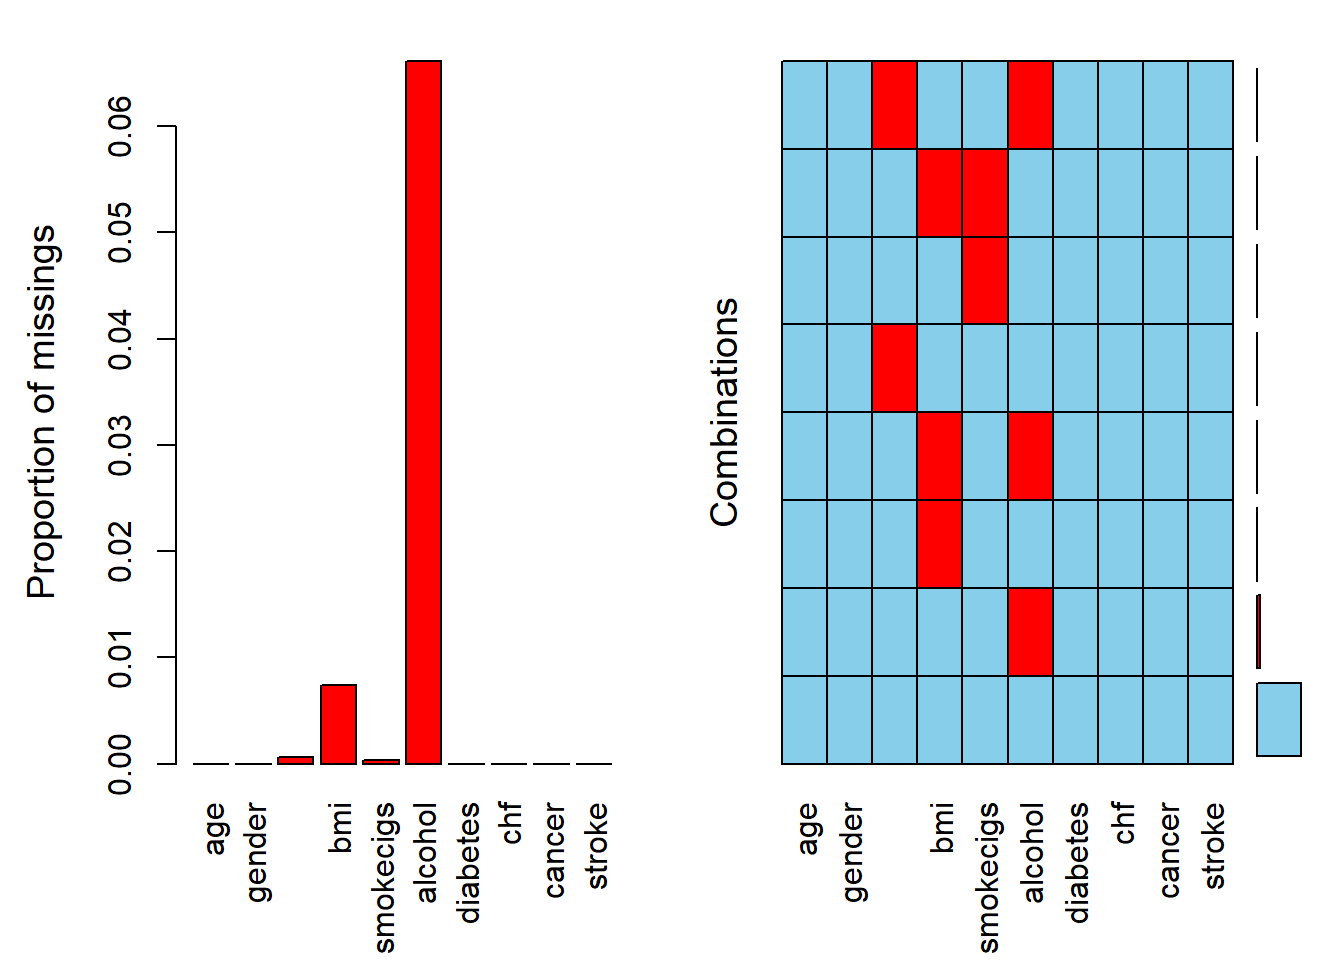 Proportion of missings
0.06
0.05
0.04
0.03
0.02
0.01
0.00
age
gender
bmi
smokecigs
alcohol
diabetes
chf
cancer
stroke
Combinations
age
gender
bmi
smokecigs
alcohol
diabetes
chf
cancer
stroke